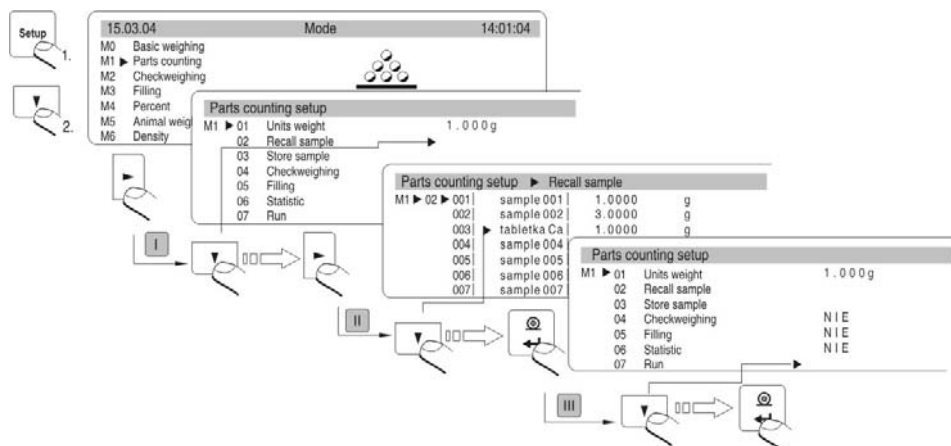 Setup
1.
2.
15.03.04 Mode 14:01:04
M0 Basic weighing
M1 ▶ Parts counting
M2 Checkweighing
M3 Filling
M4 Percent
M5 Animal weig
M6 Density
Parts counting setup
M1 ▶ 01 Units weight 1.000g
02 Recall sample
03 Store sample
04 Checkweighing
05 Filling
06 Statistic
07 Run
I
Parts counting setup ▶ Recall sample
M1 ▶ 02 ▶ 001| sample 001| 1.0000 g
002| sample 002| 3.0000 g
003| ▶ tabletka Ca| 1.0000 g
004| sample 004
005| sample 005
006| sample 006
007| sample 007
II
Parts counting setup
M1 ▶ 01 Units weight 1.000g
02 Recall sample
03 Store sample
04 Checkweighing NIE
05 Filling NIE
06 Statistic NIE
07 Run
III